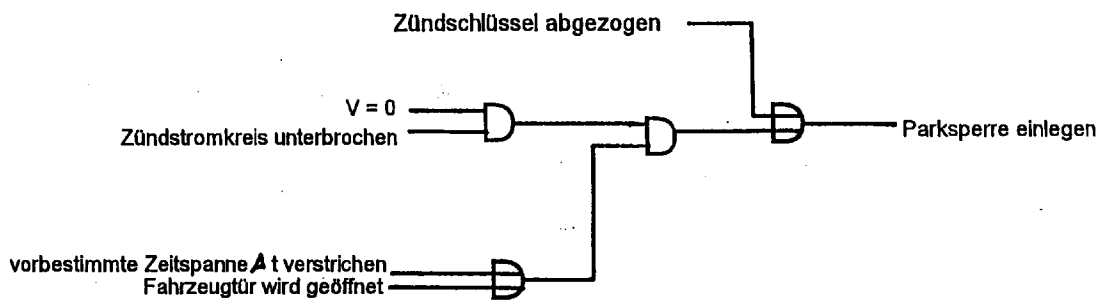 Zündschlüssel abgezogen
V = 0
Zündstromkreis unterbrochen
Parksperre einlegen
vorbestimmte Zeitspanne Δ t verstrichen
Fahrzeugtür wird geöffnet